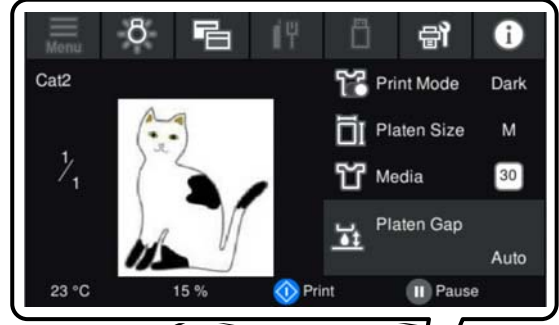 Menu
Cat2
Print Mode Dark
Platen Size M
1/1
Media 30
Platen Gap
Auto
23 °C 15 % Print Pause